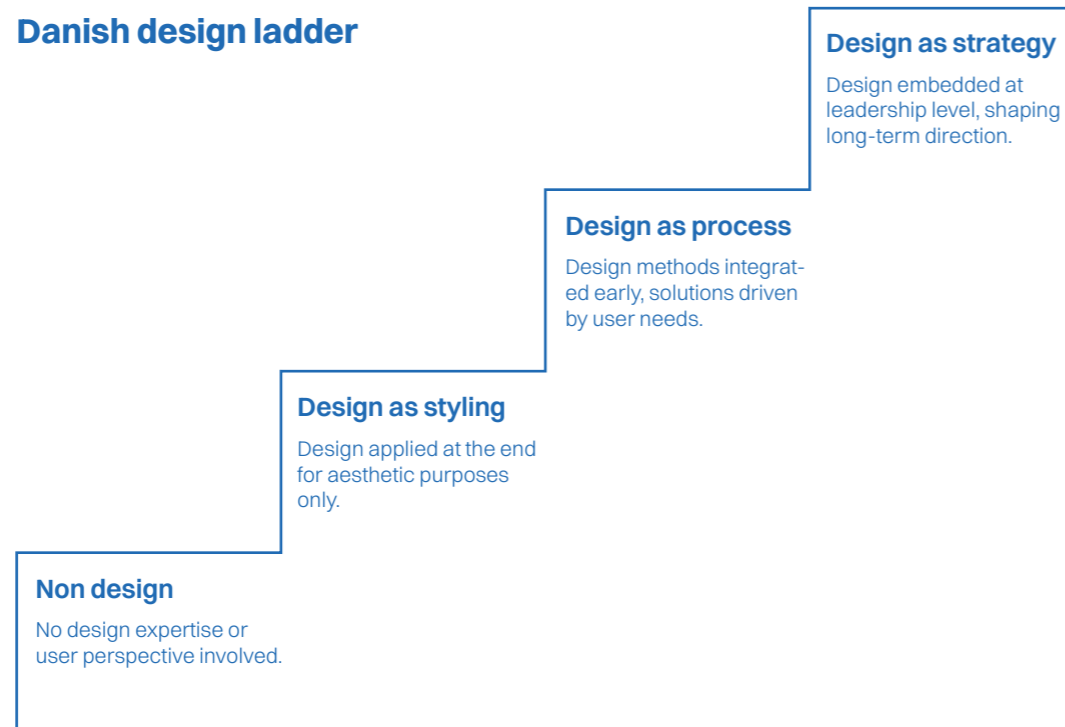 Danish design ladder
Design as strategy
Design embedded at
leadership level, shaping
long-term direction.
Design as process
Design methods integrat-
ed early, solutions driven
by user needs.
Design as styling
Design applied at the end
for aesthetic purposes
only.
Non design
No design expertise or
user perspective involved.